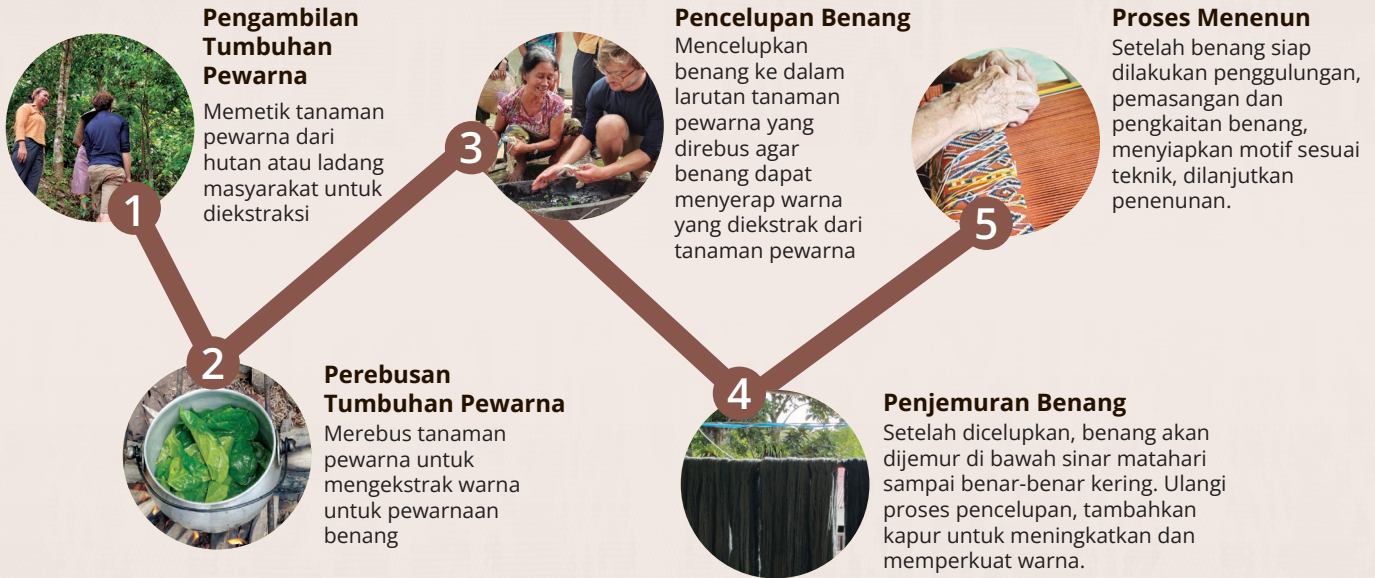 Pengambilan
Tumbuhan
Pewarna
Memetik tanaman
pewarna dari
hutan atau ladang
masyarakat untuk
diekstraksi
1
2
Perebusan
Tumbuhan Pewarna
Merebus tanaman
pewarna untuk
mengekstrak warna
untuk pewarnaan
benang
3
Pencelupan Benang
Mencelupkan
benang ke dalam
larutan tanaman
pewarna yang
direbus agar
benang dapat
menyerap warna
yang diekstrak dari
tanaman pewarna
4
Penjemuran Benang
Setelah dicelupkan, benang akan
dijemur di bawah sinar matahari
sampai benar-benar kering. Ulangi
proses pencelupan, tambahkan
kapur untuk meningkatkan dan
memperkuat warna.
5
Proses Menenun
Setelah benang siap
dilakukan penggulungan,
pemasangan dan
pengkaitan benang,
menyiapkan motif sesuai
teknik, dilanjutkan
penenunan.